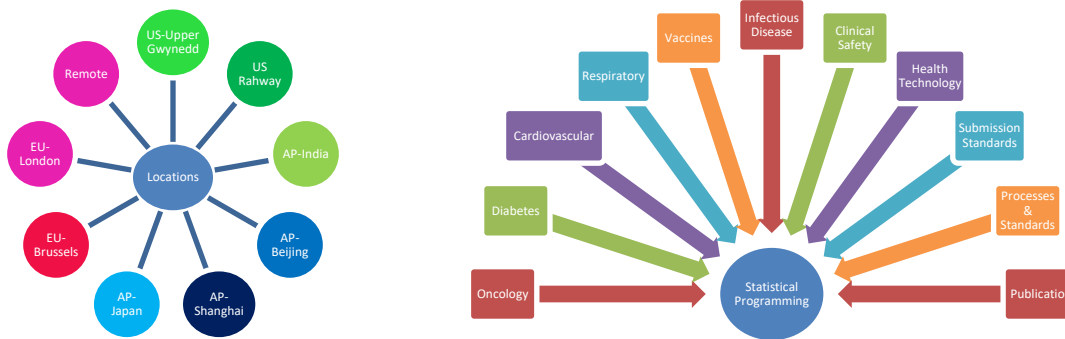 US-Upper
Gwynedd
US
Rahway
AP-India
AP-
Beijing
AP-
Shanghai
AP-
Japan
EU-
Brussels
EU-
London
Remote
Locations
Oncology
Diabetes
Cardiovascular
Respiratory
Vaccines
Infectious
Disease
Clinical
Safety
Health
Technology
Submission
Standards
Processes
&
Standards
Publicatio
Statistical
Programming